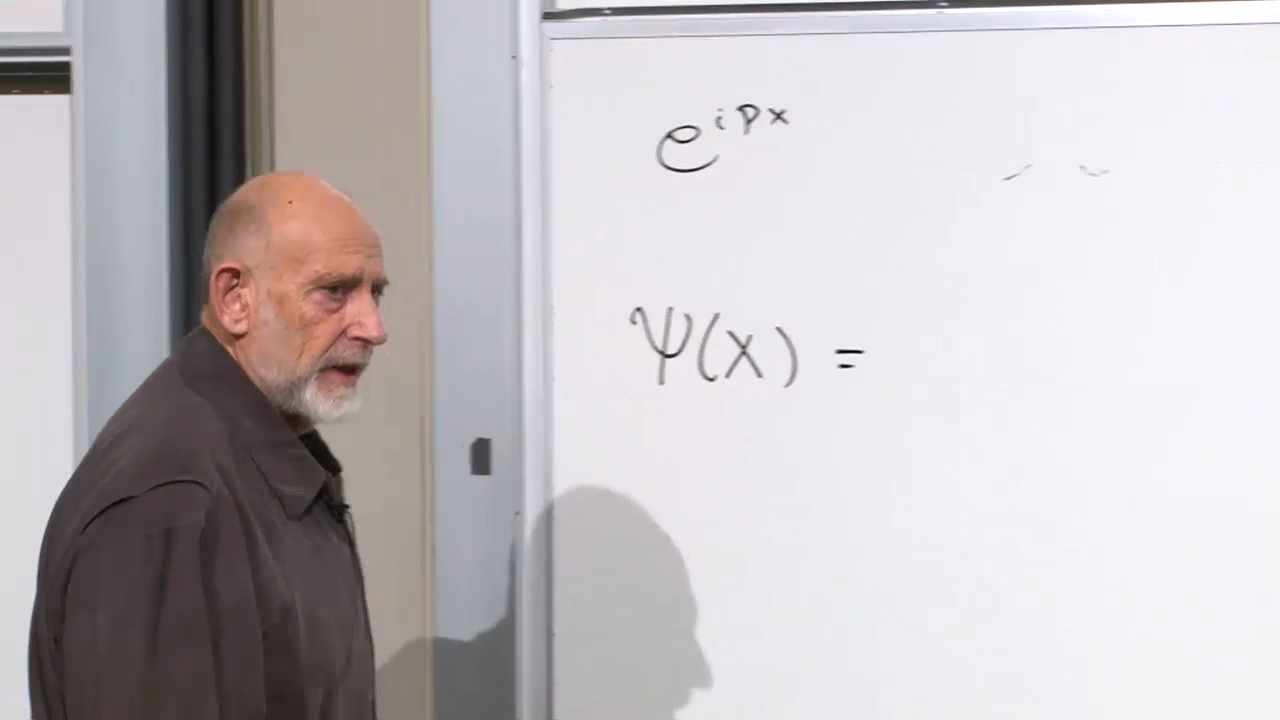 e^{ipx}
Ψ(x) =